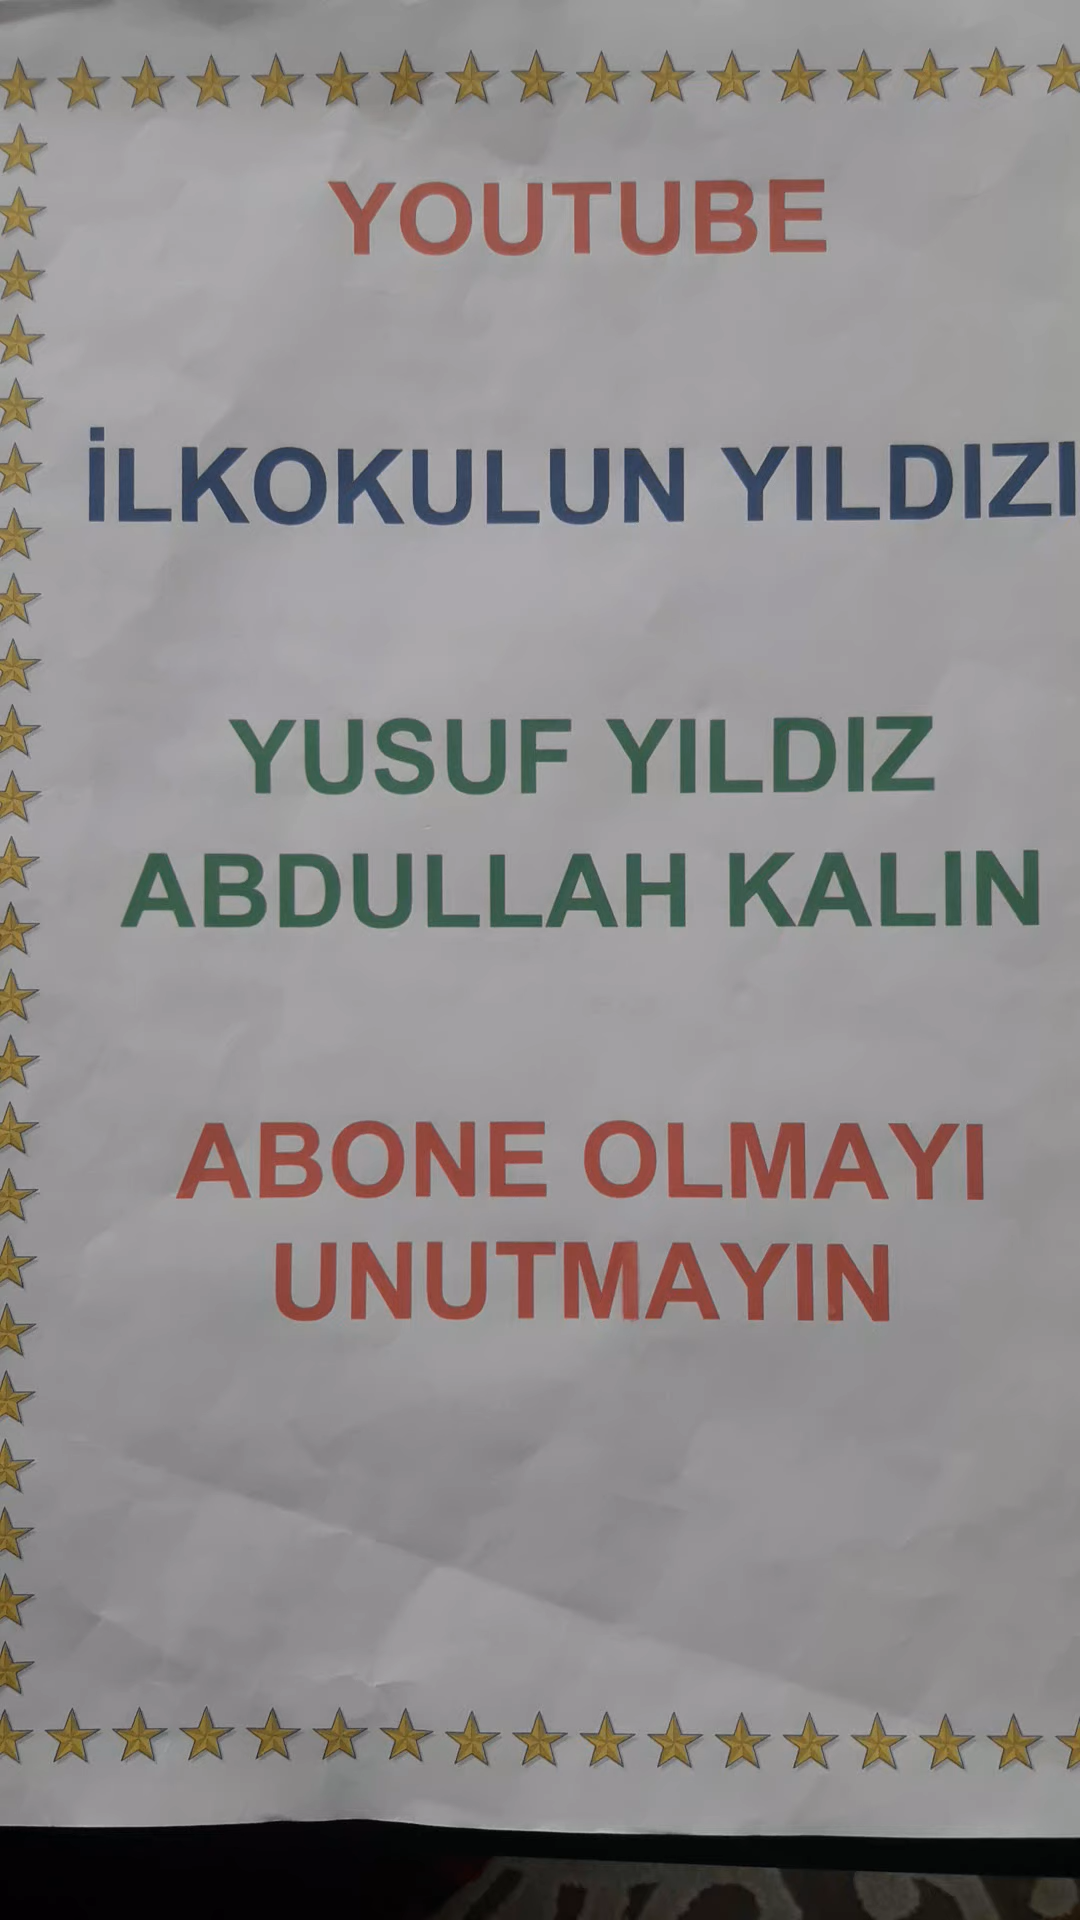 YOUTUBE
İLKOKULUN YILDIZI
YUSUF YILDIZ
ABDULLAH KALIN
ABONE OLMAYI
UNUTMAYIN